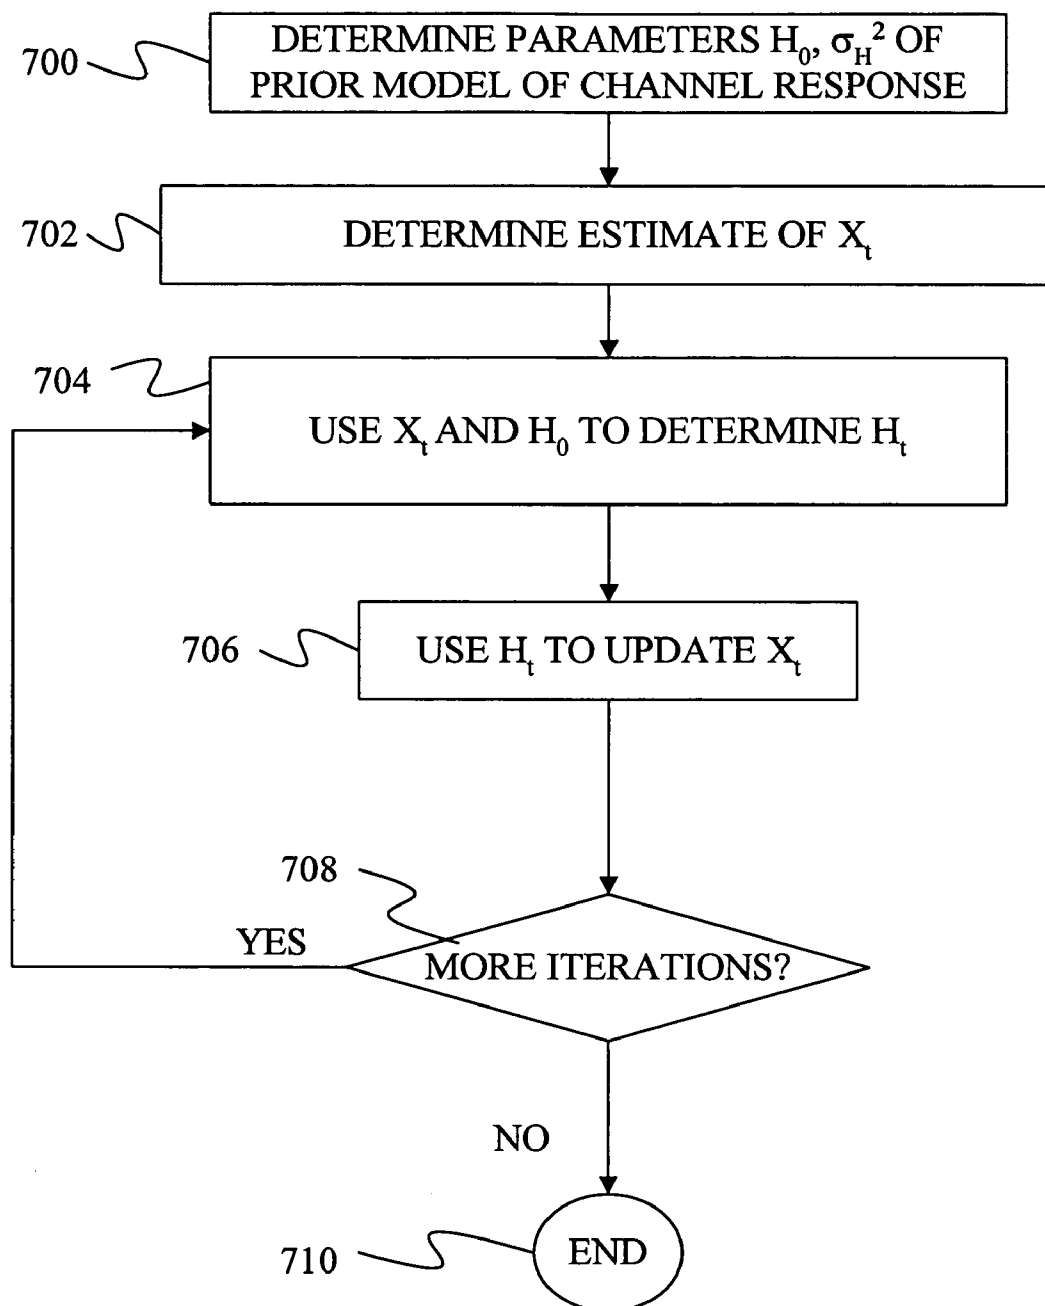 700
DETERMINE PARAMETERS H₀, σ_H² OF
PRIOR MODEL OF CHANNEL RESPONSE
702
DETERMINE ESTIMATE OF Xₜ
704
USE Xₜ AND H₀ TO DETERMINE Hₜ
706
USE Hₜ TO UPDATE Xₜ
708
YES
MORE ITERATIONS?
NO
710
END